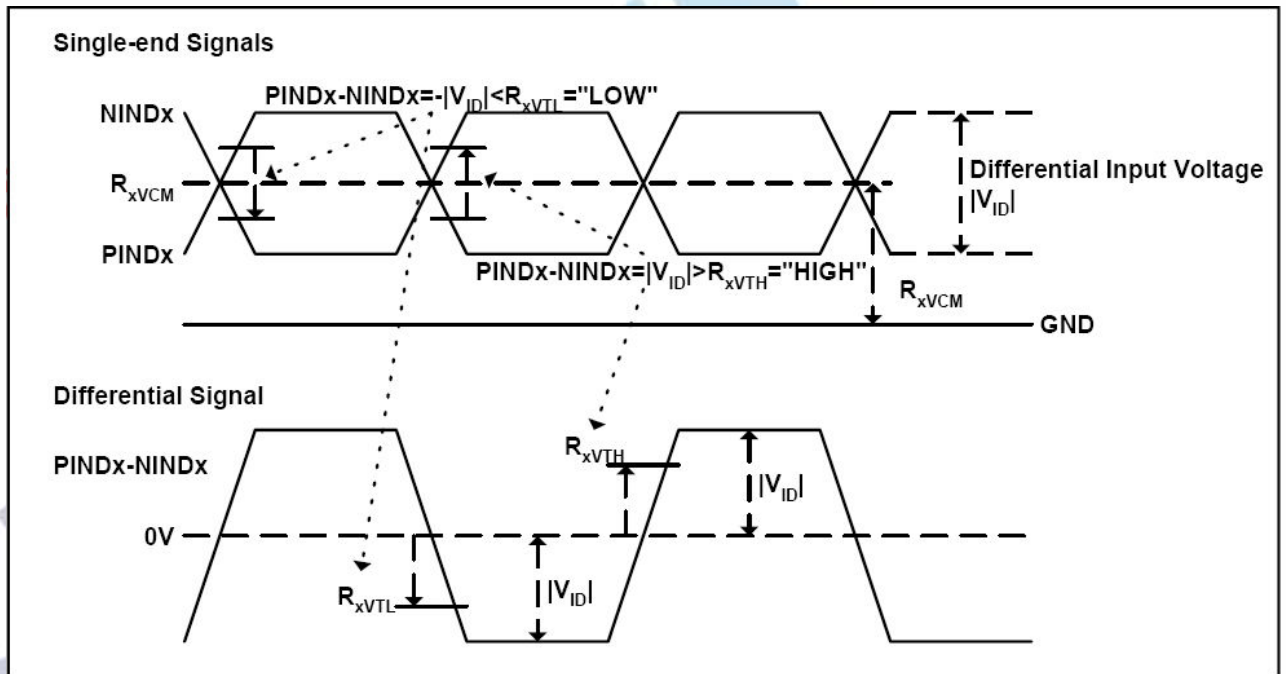 Single-end Signals
PINDx-NINDx=-|VID|<RxVTL="LOW"
NINDx
RxVCM
Differential Input Voltage
|VID|
PINDx
PINDx-NINDx=|VID|>RxVTH="HIGH"
RxVCM
GND
Differential Signal
RxVTH
PINDx-NINDx
|VID|
0V
RxVTL
|VID|